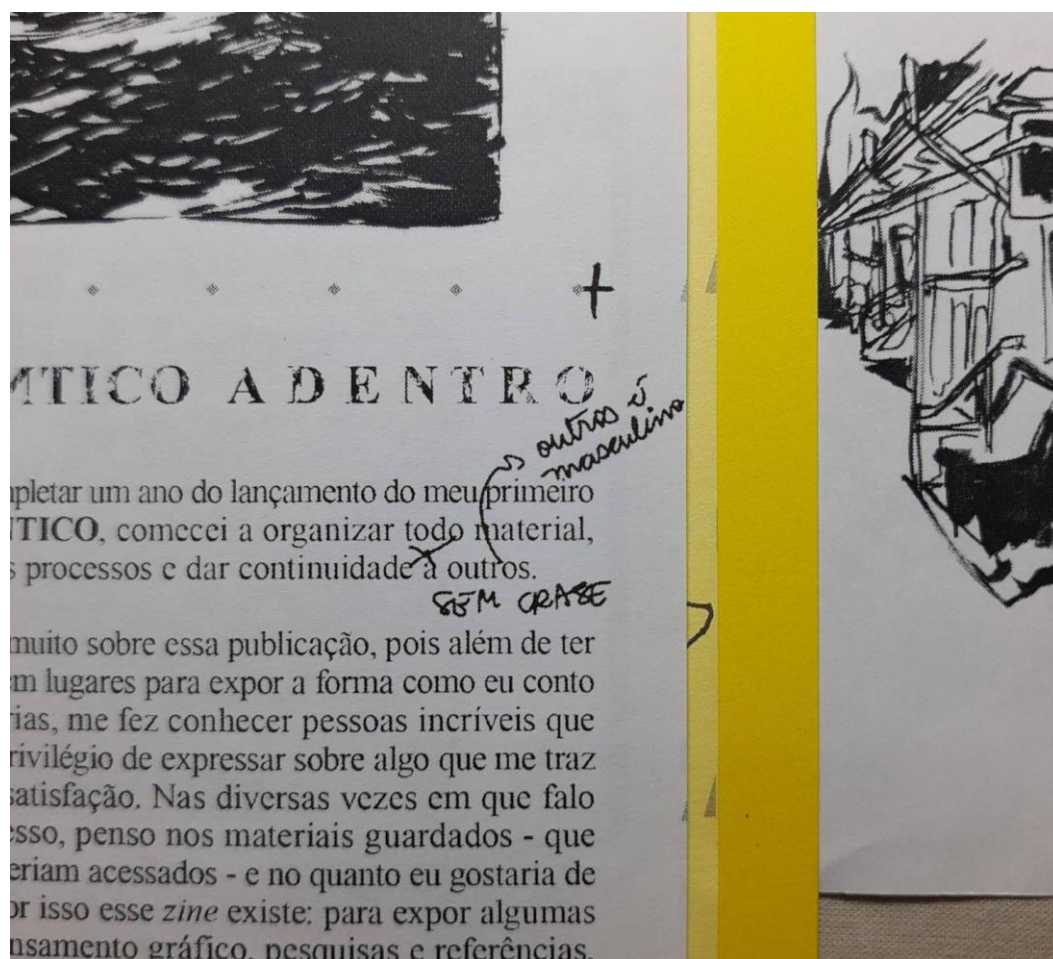 TICO ADENTRO
outros é
masculino
um ano do lançamento do meu primeiro
TICO, comecei a organizar todo material,
s processos e dar continuidade à outros.
SEM CRASE
muito sobre essa publicação, pois além de ter
em lugares para expor a forma como eu conto
rias, me fez conhecer pessoas incríveis que
rivilégio de expressar sobre algo que me traz
satisfação. Nas diversas vezes em que falo
esso, penso nos materiais guardados - que
eriam acessados - e no quanto eu gostaria de
or isso esse zine existe: para expor algumas
nsamento gráfico, pesquisas e referências.